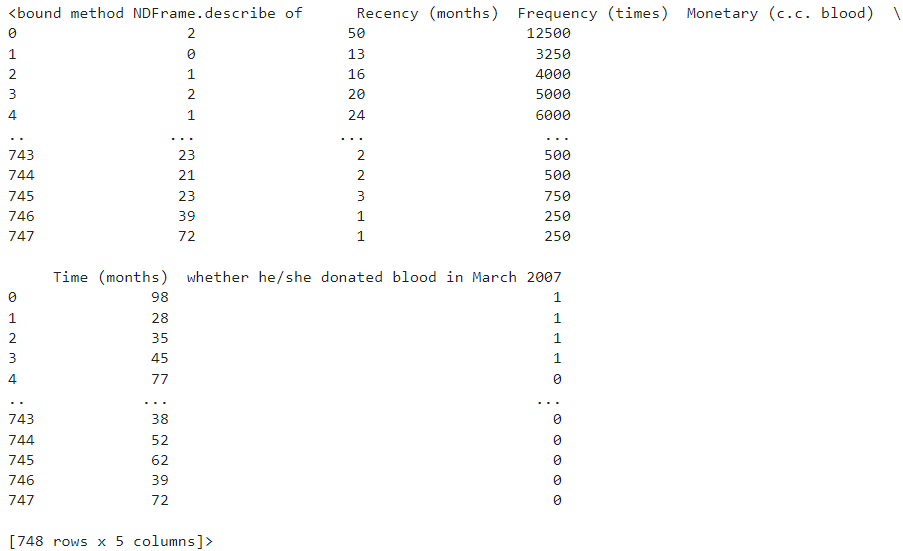 <bound method NDFrame.describe of      Recency (months)  Frequency (times)  Monetary (c.c. blood)  \
0                   2                 50                  12500
1                   0                 13                   3250
2                   1                 16                   4000
3                   2                 20                   5000
4                   1                 24                   6000
..                ...                ...                    ...
743                23                  2                    500
744                21                  2                    500
745                23                  3                    750
746                39                  1                    250
747                72                  1                    250

     Time (months)  whether he/she donated blood in March 2007
0               98                                           1
1               28                                           1
2               35                                           1
3               45                                           1
4               77                                           0
..             ...                                         ...
743             38                                           0
744             52                                           0
745             62                                           0
746             39                                           0
747             72                                           0

[748 rows x 5 columns]>